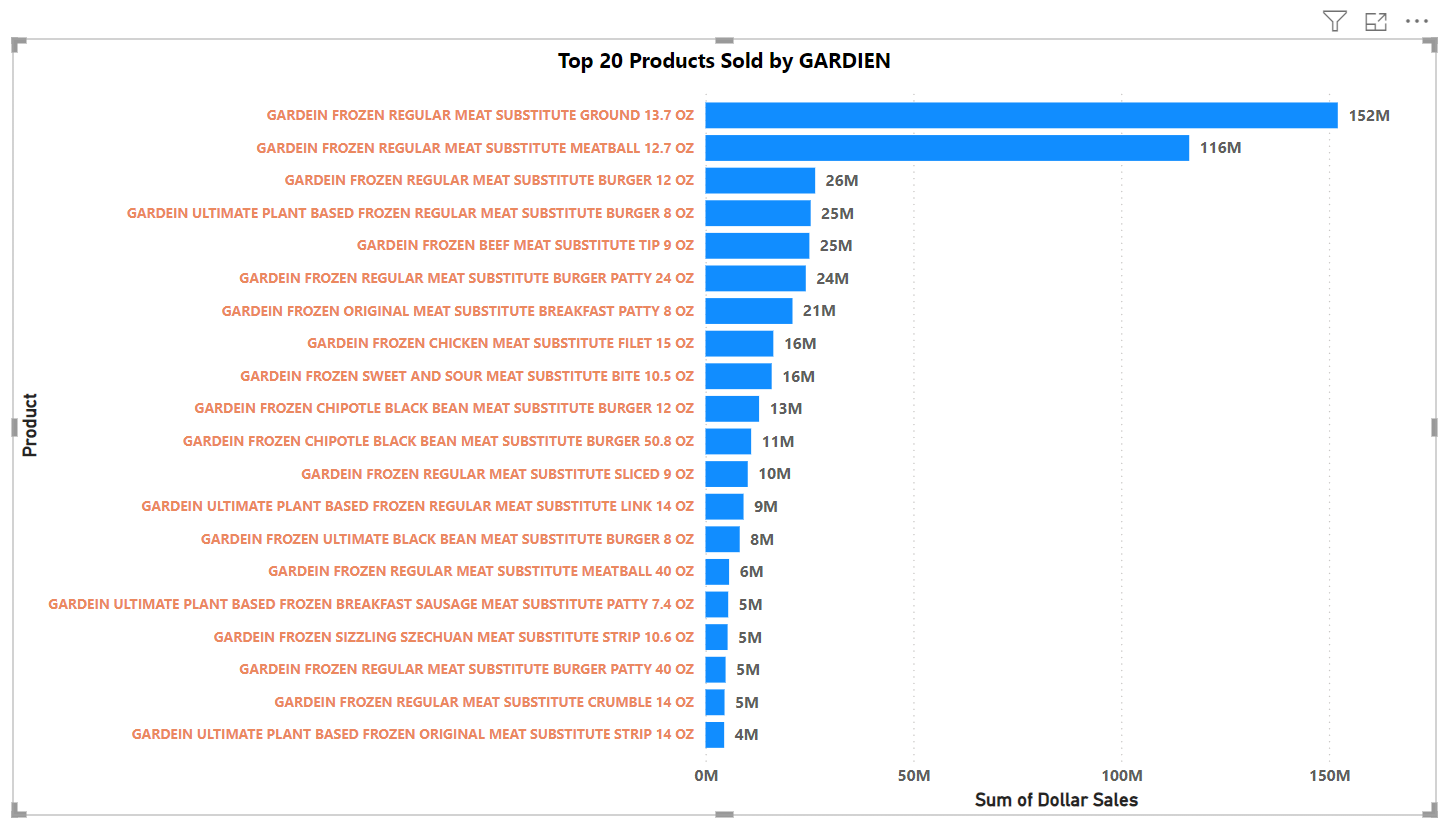 Top 20 Products Sold by GARDIEN
GARDEIN FROZEN REGULAR MEAT SUBSTITUTE GROUND 13.7 OZ 152M
GARDEIN FROZEN REGULAR MEAT SUBSTITUTE MEATBALL 12.7 OZ 116M
GARDEIN FROZEN REGULAR MEAT SUBSTITUTE BURGER 12 OZ 26M
GARDEIN ULTIMATE PLANT BASED FROZEN REGULAR MEAT SUBSTITUTE BURGER 8 OZ 25M
GARDEIN FROZEN BEEF MEAT SUBSTITUTE TIP 9 OZ 25M
GARDEIN FROZEN REGULAR MEAT SUBSTITUTE BURGER PATTY 24 OZ 24M
GARDEIN FROZEN ORIGINAL MEAT SUBSTITUTE BREAKFAST PATTY 8 OZ 21M
GARDEIN FROZEN CHICKEN MEAT SUBSTITUTE FILET 15 OZ 16M
GARDEIN FROZEN SWEET AND SOUR MEAT SUBSTITUTE BITE 10.5 OZ 16M
GARDEIN FROZEN CHIPOTLE BLACK BEAN MEAT SUBSTITUTE BURGER 12 OZ 13M
GARDEIN FROZEN CHIPOTLE BLACK BEAN MEAT SUBSTITUTE BURGER 50.8 OZ 11M
GARDEIN FROZEN REGULAR MEAT SUBSTITUTE SLICED 9 OZ 10M
GARDEIN ULTIMATE PLANT BASED FROZEN REGULAR MEAT SUBSTITUTE LINK 14 OZ 9M
GARDEIN FROZEN ULTIMATE BLACK BEAN MEAT SUBSTITUTE BURGER 8 OZ 8M
GARDEIN FROZEN REGULAR MEAT SUBSTITUTE MEATBALL 40 OZ 6M
GARDEIN ULTIMATE PLANT BASED FROZEN BREAKFAST SAUSAGE MEAT SUBSTITUTE PATTY 7.4 OZ 5M
GARDEIN FROZEN SIZZLING SZECHUAN MEAT SUBSTITUTE STRIP 10.6 OZ 5M
GARDEIN FROZEN REGULAR MEAT SUBSTITUTE BURGER PATTY 40 OZ 5M
GARDEIN FROZEN REGULAR MEAT SUBSTITUTE CRUMBLE 14 OZ 5M
GARDEIN ULTIMATE PLANT BASED FROZEN ORIGINAL MEAT SUBSTITUTE STRIP 14 OZ 4M
Product
0M 50M 100M 150M
Sum of Dollar Sales